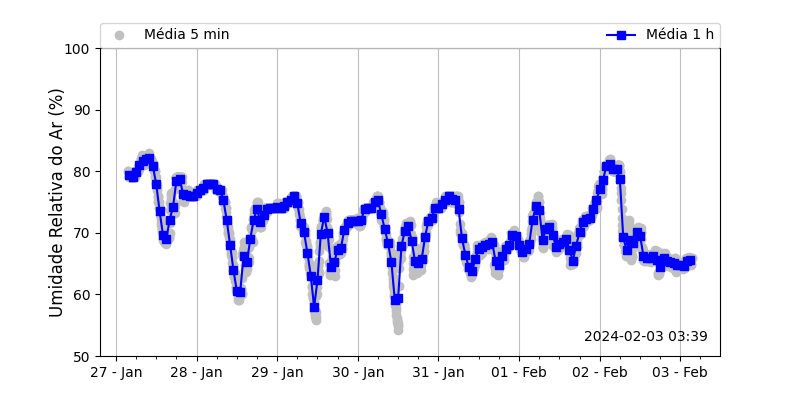 Média 5 min
Média 1 h
Umidade Relativa do Ar (%)
100
90
80
70
60
50
2024-02-03 03:39
27 - Jan
28 - Jan
29 - Jan
30 - Jan
31 - Jan
01 - Feb
02 - Feb
03 - Feb